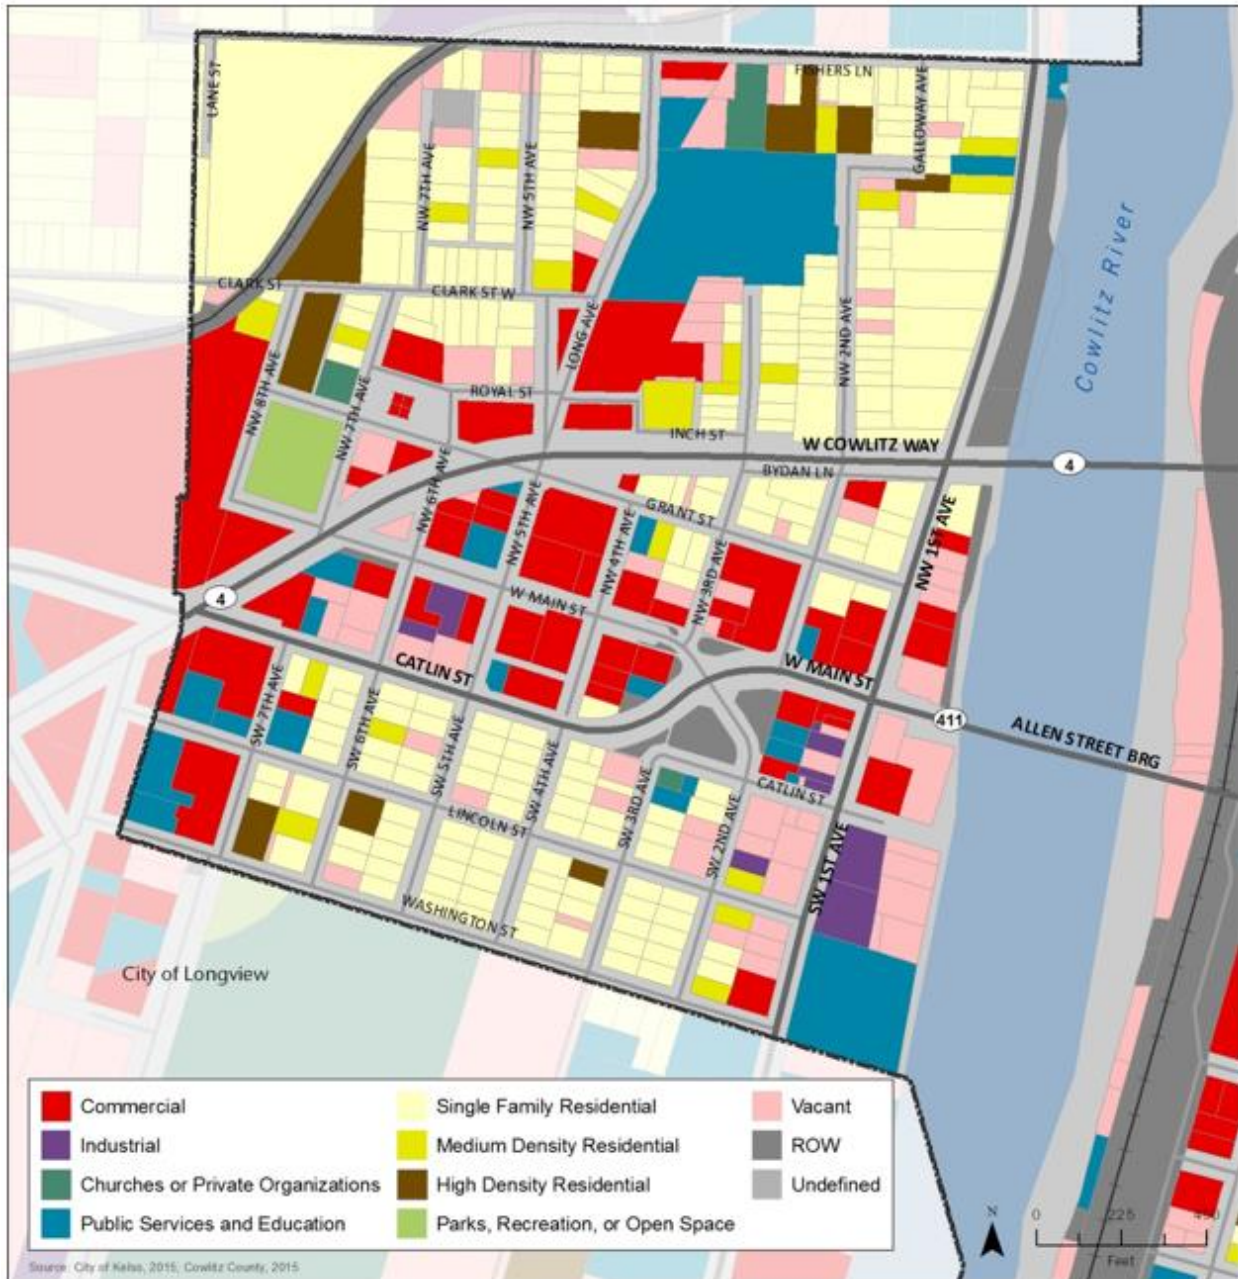 FISHERS LN
LANE ST
GALLOWAY AVE
NW 7TH AVE
NW 5TH AVE
Cowlitz River
CLARK ST
CLARK ST W
LONG AVE
NW 2ND AVE
NW 8TH AVE
NW 7TH AVE
ROYAL ST
INCH ST
W COWLITZ WAY
4
BYDAN LN
NW 6TH AVE
NW 5TH AVE
GRANT ST
NW 4TH AVE
NW 3RD AVE
NW 1ST AVE
4
W MAIN ST
CATLIN ST
W MAIN ST
411
ALLEN STREET BRG
SW 7TH AVE
SW 6TH AVE
SW 5TH AVE
SW 4TH AVE
SW 3RD AVE
CATLIN ST
SW 2ND AVE
SW 1ST AVE
LINCOLN ST
WASHINGTON ST
City of Longview
Commercial
Industrial
Churches or Private Organizations
Public Services and Education
Single Family Residential
Medium Density Residential
High Density Residential
Parks, Recreation, or Open Space
Vacant
ROW
Undefined
N
0 225 450
Feet
Source: City of Kelso, 2015; Cowlitz County, 2015